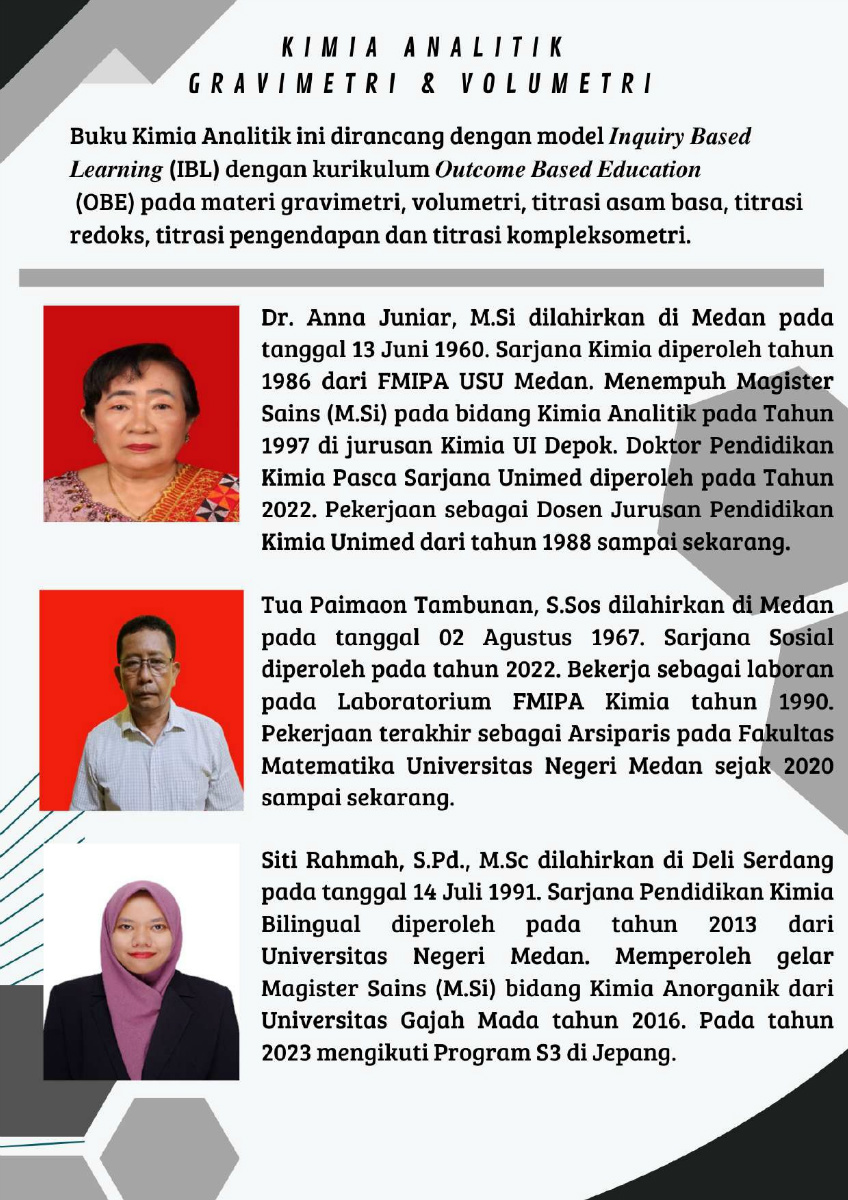 KIMIA ANALITIK
GRAVIMETRI & VOLUMETRI
Buku Kimia Analitik ini dirancang dengan model Inquiry Based
Learning (IBL) dengan kurikulum Outcome Based Education
(OBE) pada materi gravimetri, volumetri, titrasi asam basa, titrasi
redoks, titrasi pengendapan dan titrasi kompleksometri.
Dr. Anna Juniar, M.Si dilahirkan di Medan pada
tanggal 13 Juni 1960. Sarjana Kimia diperoleh tahun
1986 dari FMIPA USU Medan. Menempuh Magister
Sains (M.Si) pada bidang Kimia Analitik pada Tahun
1997 di jurusan Kimia UI Depok. Doktor Pendidikan
Kimia Pasca Sarjana Unimed diperoleh pada Tahun
2022. Pekerjaan sebagai Dosen Jurusan Pendidikan
Kimia Unimed dari tahun 1988 sampai sekarang.
Tua Paimaon Tambunan, S.Sos dilahirkan di Medan
pada tanggal 02 Agustus 1967. Sarjana Sosial
diperoleh pada tahun 2022. Bekerja sebagai laboran
pada Laboratorium FMIPA Kimia tahun 1990.
Pekerjaan terakhir sebagai Arsiparis pada Fakultas
Matematika Universitas Negeri Medan sejak 2020
sampai sekarang.
Siti Rahmah, S.Pd., M.Sc dilahirkan di Deli Serdang
pada tanggal 14 Juli 1991. Sarjana Pendidikan Kimia
Bilingual diperoleh pada tahun 2013 dari
Universitas Negeri Medan. Memperoleh gelar
Magister Sains (M.Si) bidang Kimia Anorganik dari
Universitas Gajah Mada tahun 2016. Pada tahun
2023 mengikuti Program S3 di Jepang.